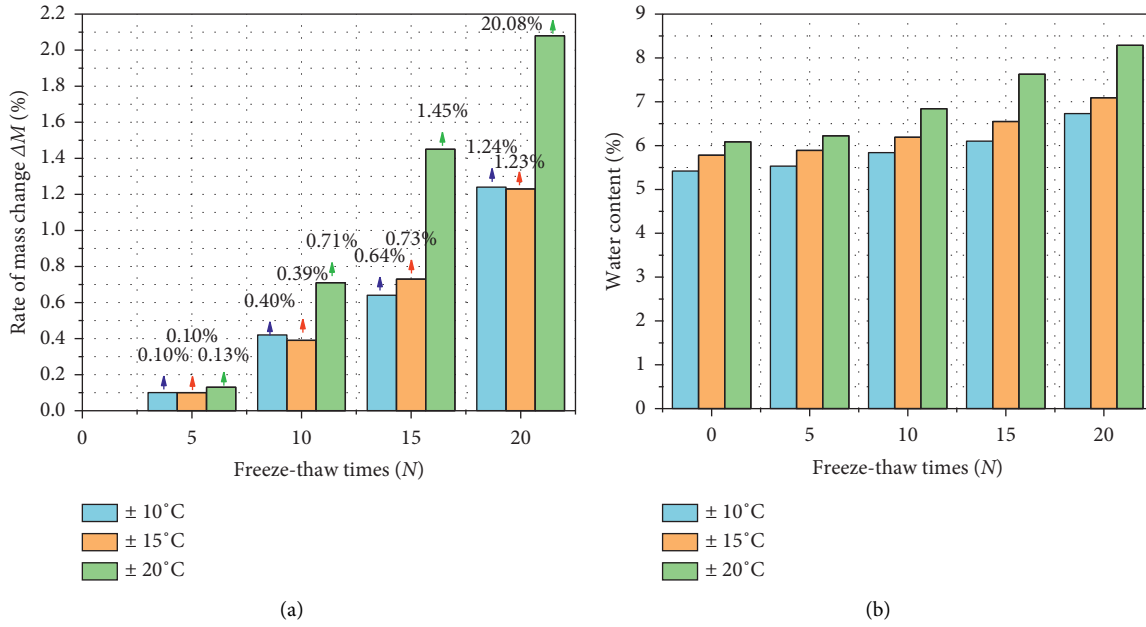 2.2
2.0
1.8
1.6
1.4
1.2
1.0
0.8
0.6
0.4
0.2
0.0
Rate of mass change ΔM (%)
20.08%
1.45%
1.24%
1.23%
0.73%
0.71%
0.64%
0.39%
0.40%
0.10%
0.10% 0.13%
0 5 10 15 20
Freeze-thaw times (N)
± 10°C
± 15°C
± 20°C
(a)
9
8
7
6
5
4
3
2
1
0
Water content (%)
0 5 10 15 20
Freeze-thaw times (N)
± 10°C
± 15°C
± 20°C
(b)